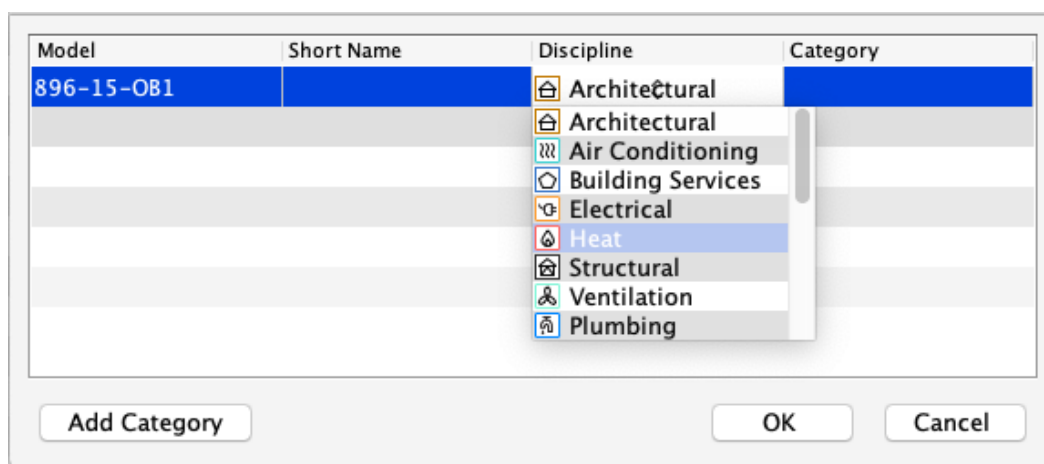 Model Short Name Discipline Category
896-15-OB1 Architectural
Architectural
Air Conditioning
Building Services
Electrical
Heat
Structural
Ventilation
Plumbing
Add Category OK Cancel